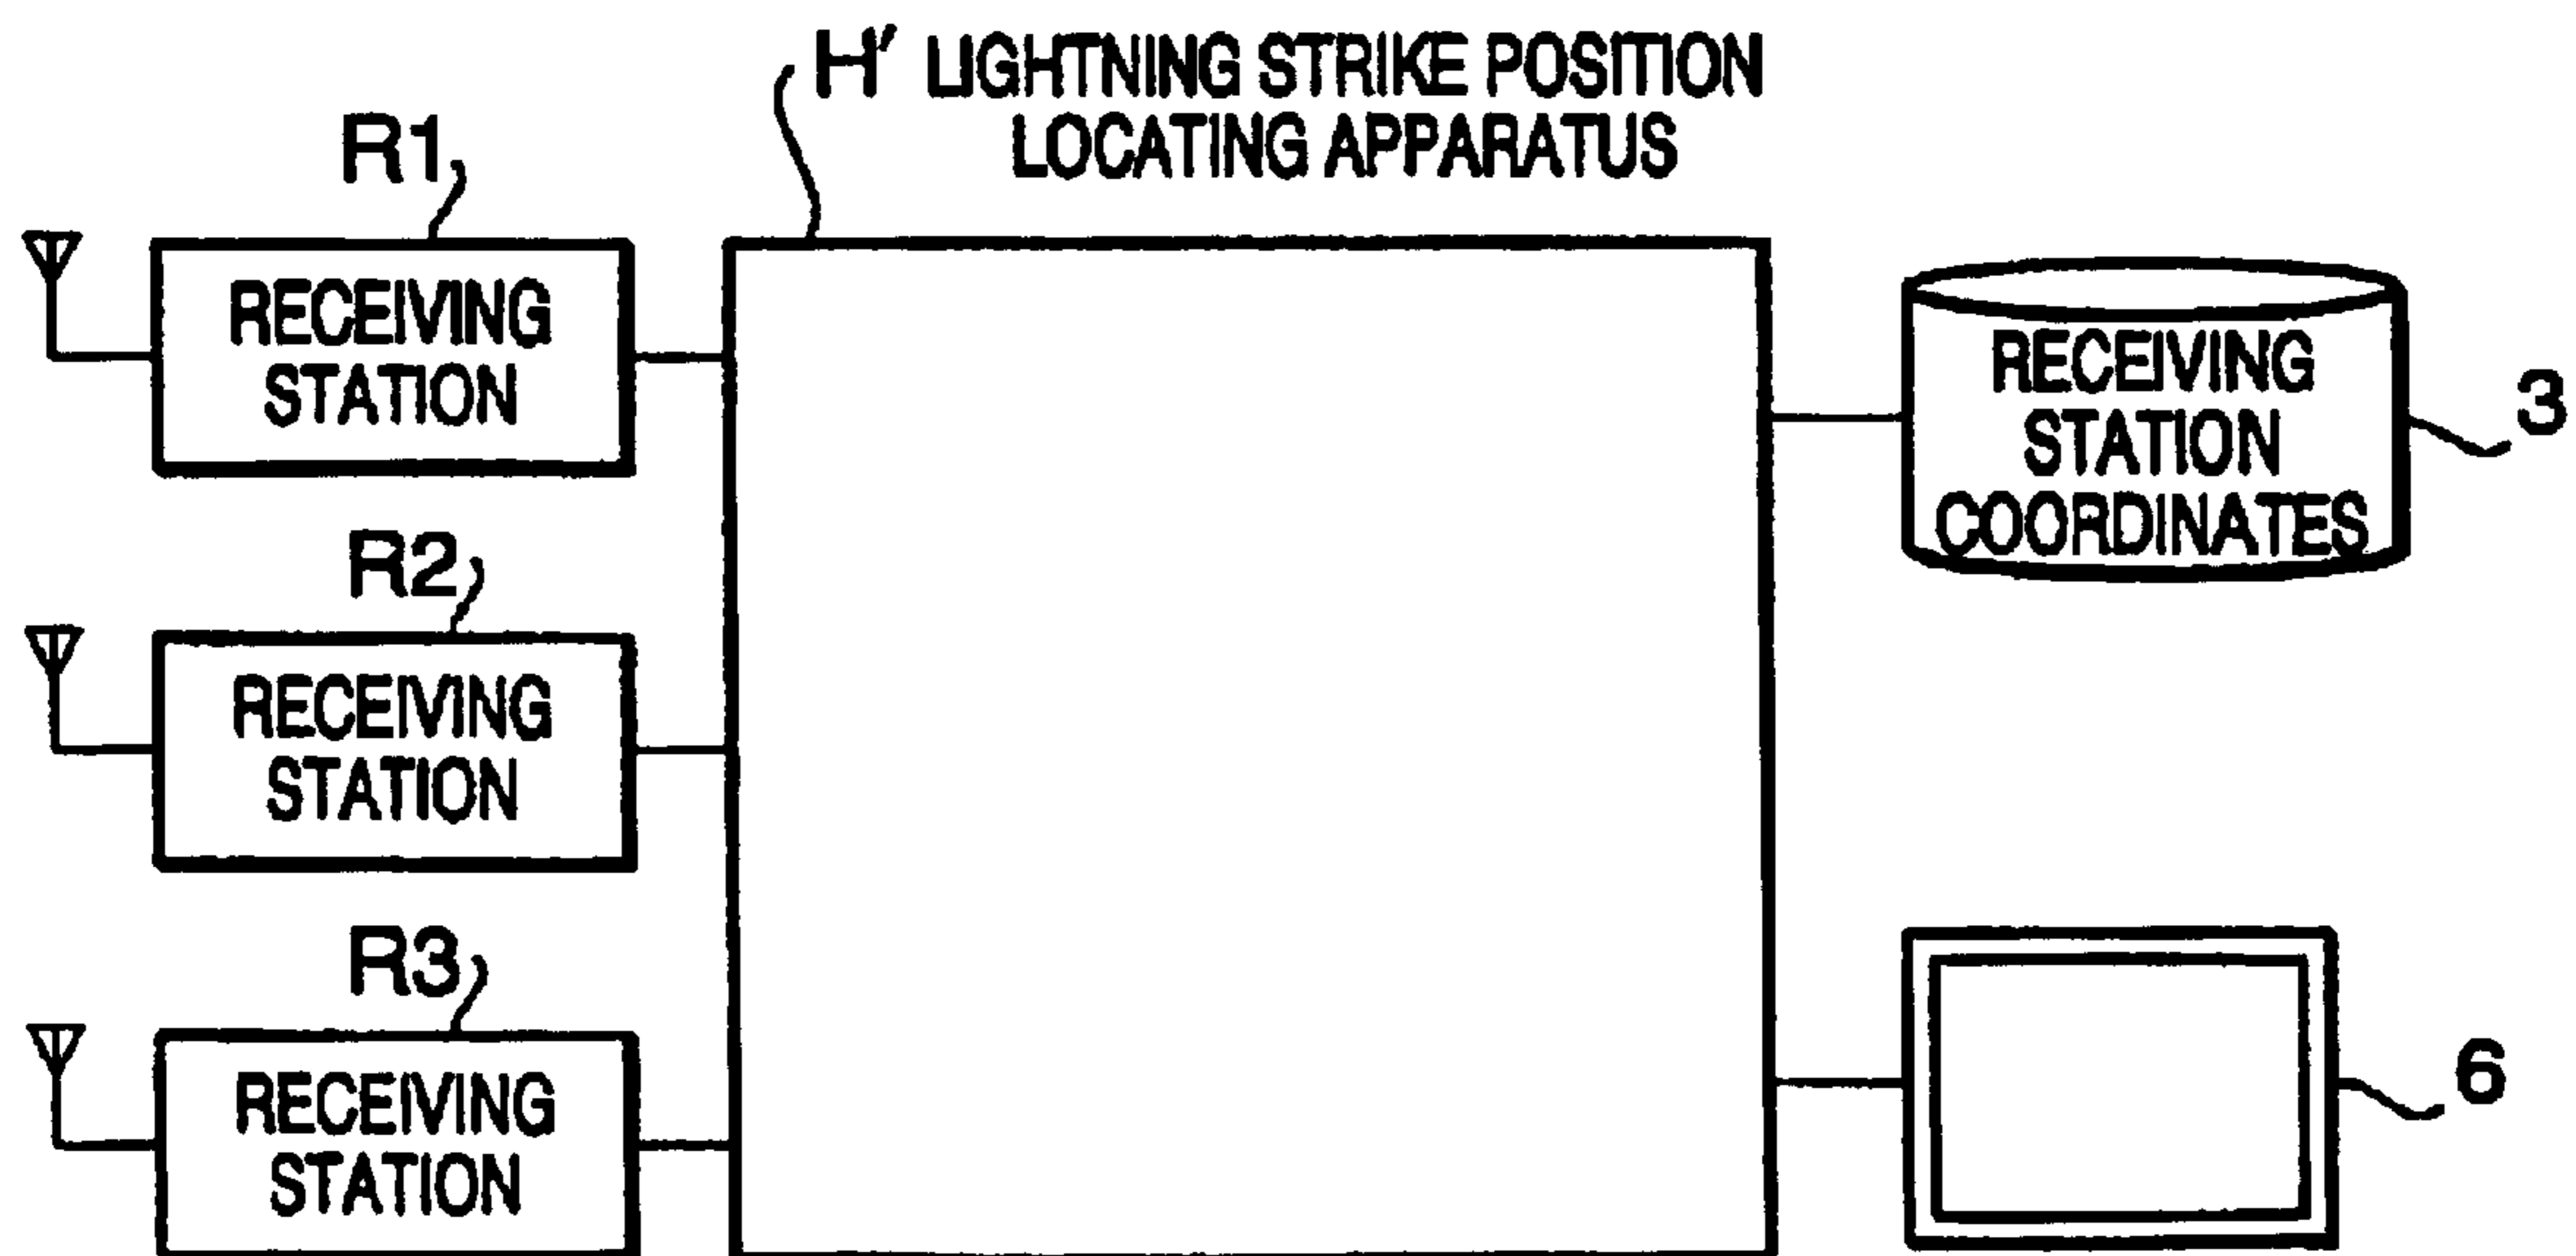 H' LIGHTNING STRIKE POSITION
LOCATING APPARATUS
R1
RECEIVING
STATION
R2
RECEIVING
STATION
R3
RECEIVING
STATION
RECEIVING
STATION
COORDINATES
3
6